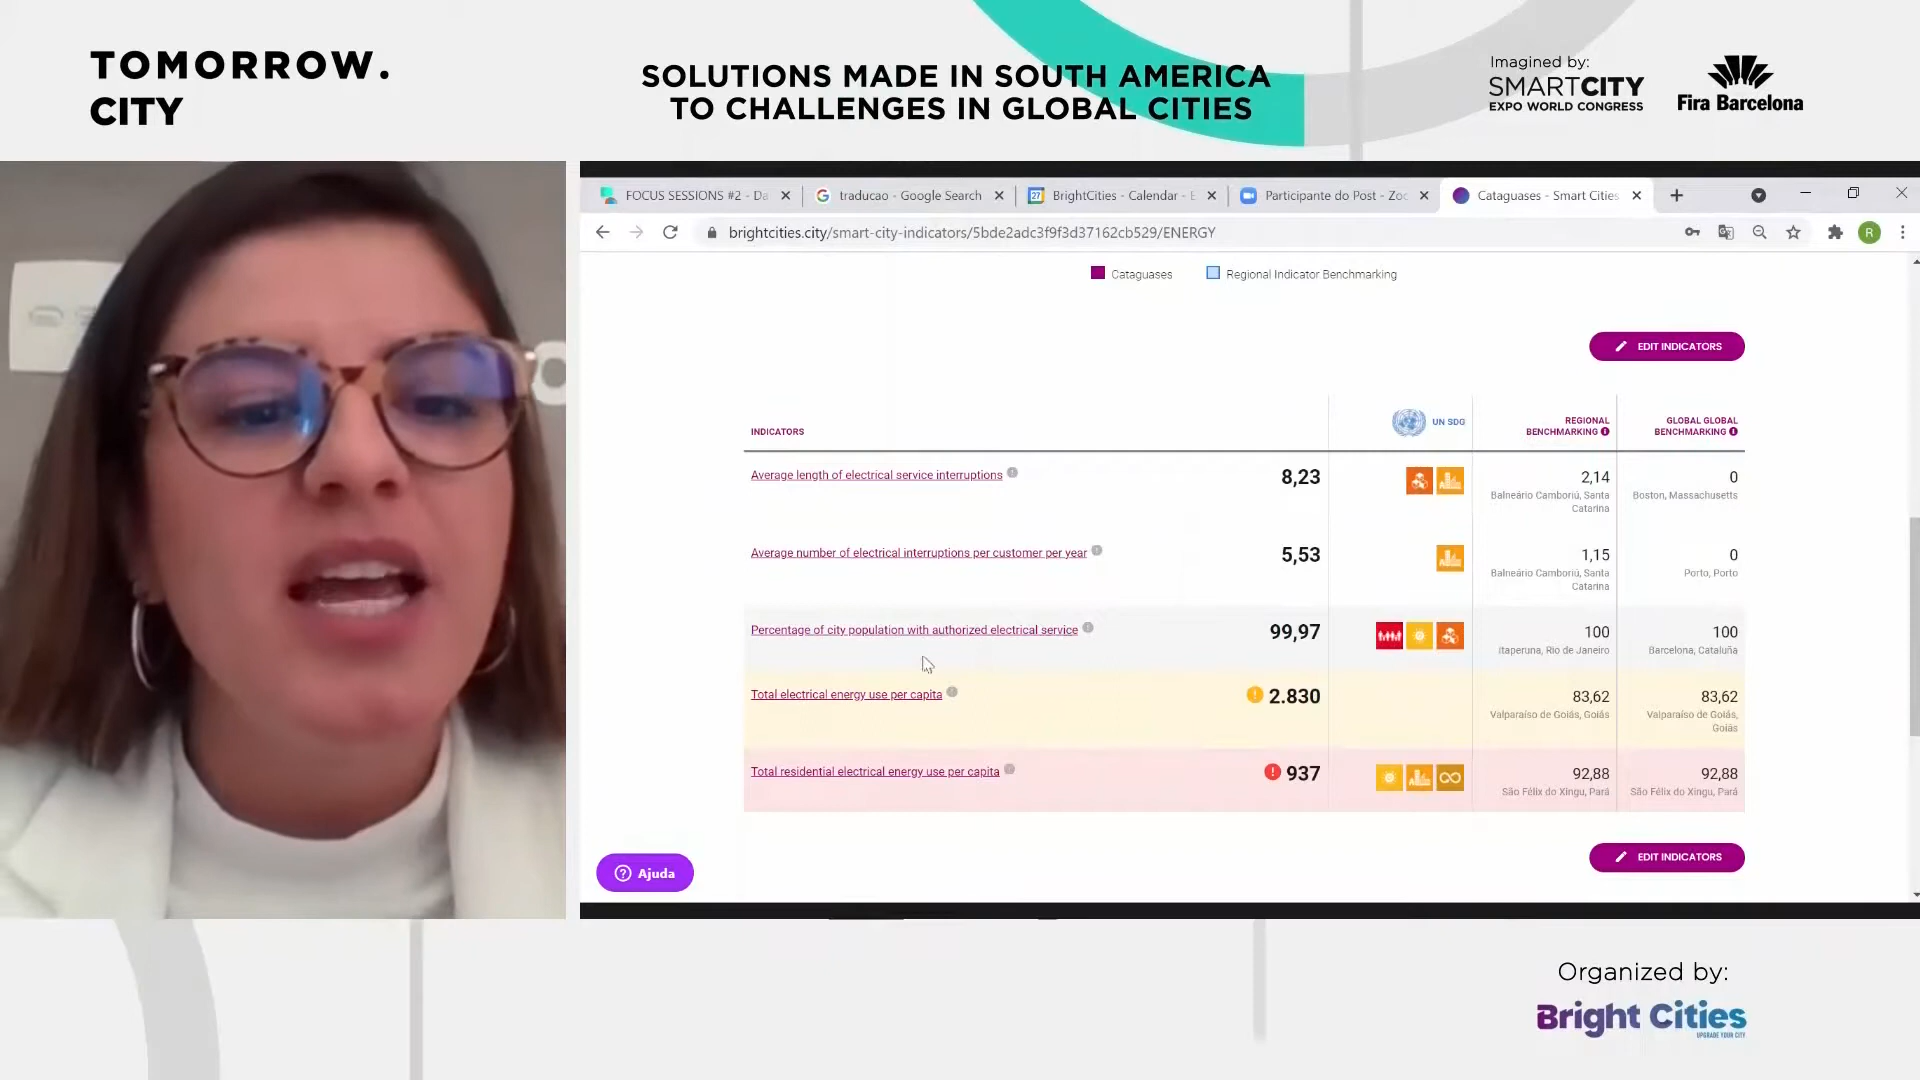 TOMORROW.
CITY
SOLUTIONS MADE IN SOUTH AMERICA
TO CHALLENGES IN GLOBAL CITIES
Imagined by:
SMARTCITY
EXPO WORLD CONGRESS
Fira Barcelona
FOCUS SESSIONS #2 - Da
traducao - Google Search
27
BrightCities - Calendar - E
Participante do Post - Zoo
Cataguases - Smart Cities
brightcities.city/smart-city-indicators/5bde2adc3f9f3d37162cb529/ENERGY
R
Cataguases
Regional Indicator Benchmarking
EDIT INDICATORS
INDICATORS
UN SDG
REGIONAL
BENCHMARKING
GLOBAL GLOBAL
BENCHMARKING
Average length of electrical service interruptions
8,23
2,14
Balneário Camboriú, Santa
Catarina
0
Boston, Massachusetts
Average number of electrical interruptions per customer per year
5,53
1,15
Balneário Camboriú, Santa
Catarina
0
Porto, Porto
Percentage of city population with authorized electrical service
99,97
100
Itaperuna, Rio de Janeiro
100
Barcelona, Cataluña
Total electrical energy use per capita
2.830
83,62
Valparaíso de Goiás, Goiás
83,62
Valparaíso de Goiás,
Goiás
Total residential electrical energy use per capita
937
92,88
São Félix do Xingu, Pará
92,88
São Félix do Xingu, Pará
EDIT INDICATORS
Ajuda
Organized by:
Bright Cities
UPGRADE YOUR CITY